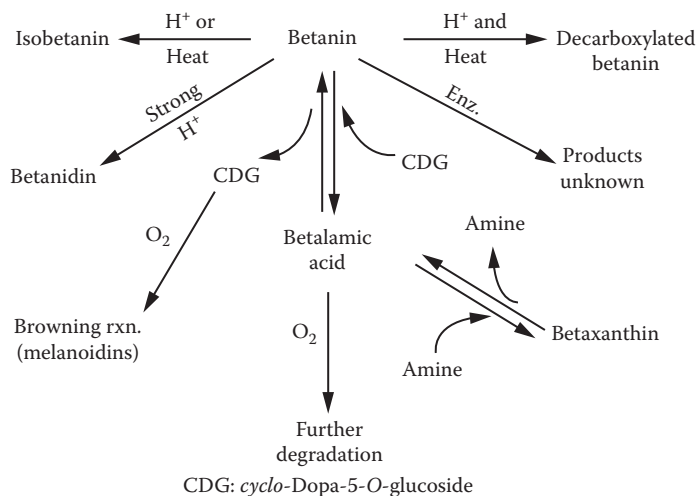 Isobetanin
H⁺ or
Heat
Betanin
H⁺ and
Heat
Decarboxylated
betanin
Strong
H⁺
Enz.
Betanidin
CDG
CDG
Products
unknown
O₂
Betalamic
acid
Amine
Browning rxn.
(melanoidins)
O₂
Amine
Betaxanthin
Further
degradation
CDG: cyclo-Dopa-5-O-glucoside